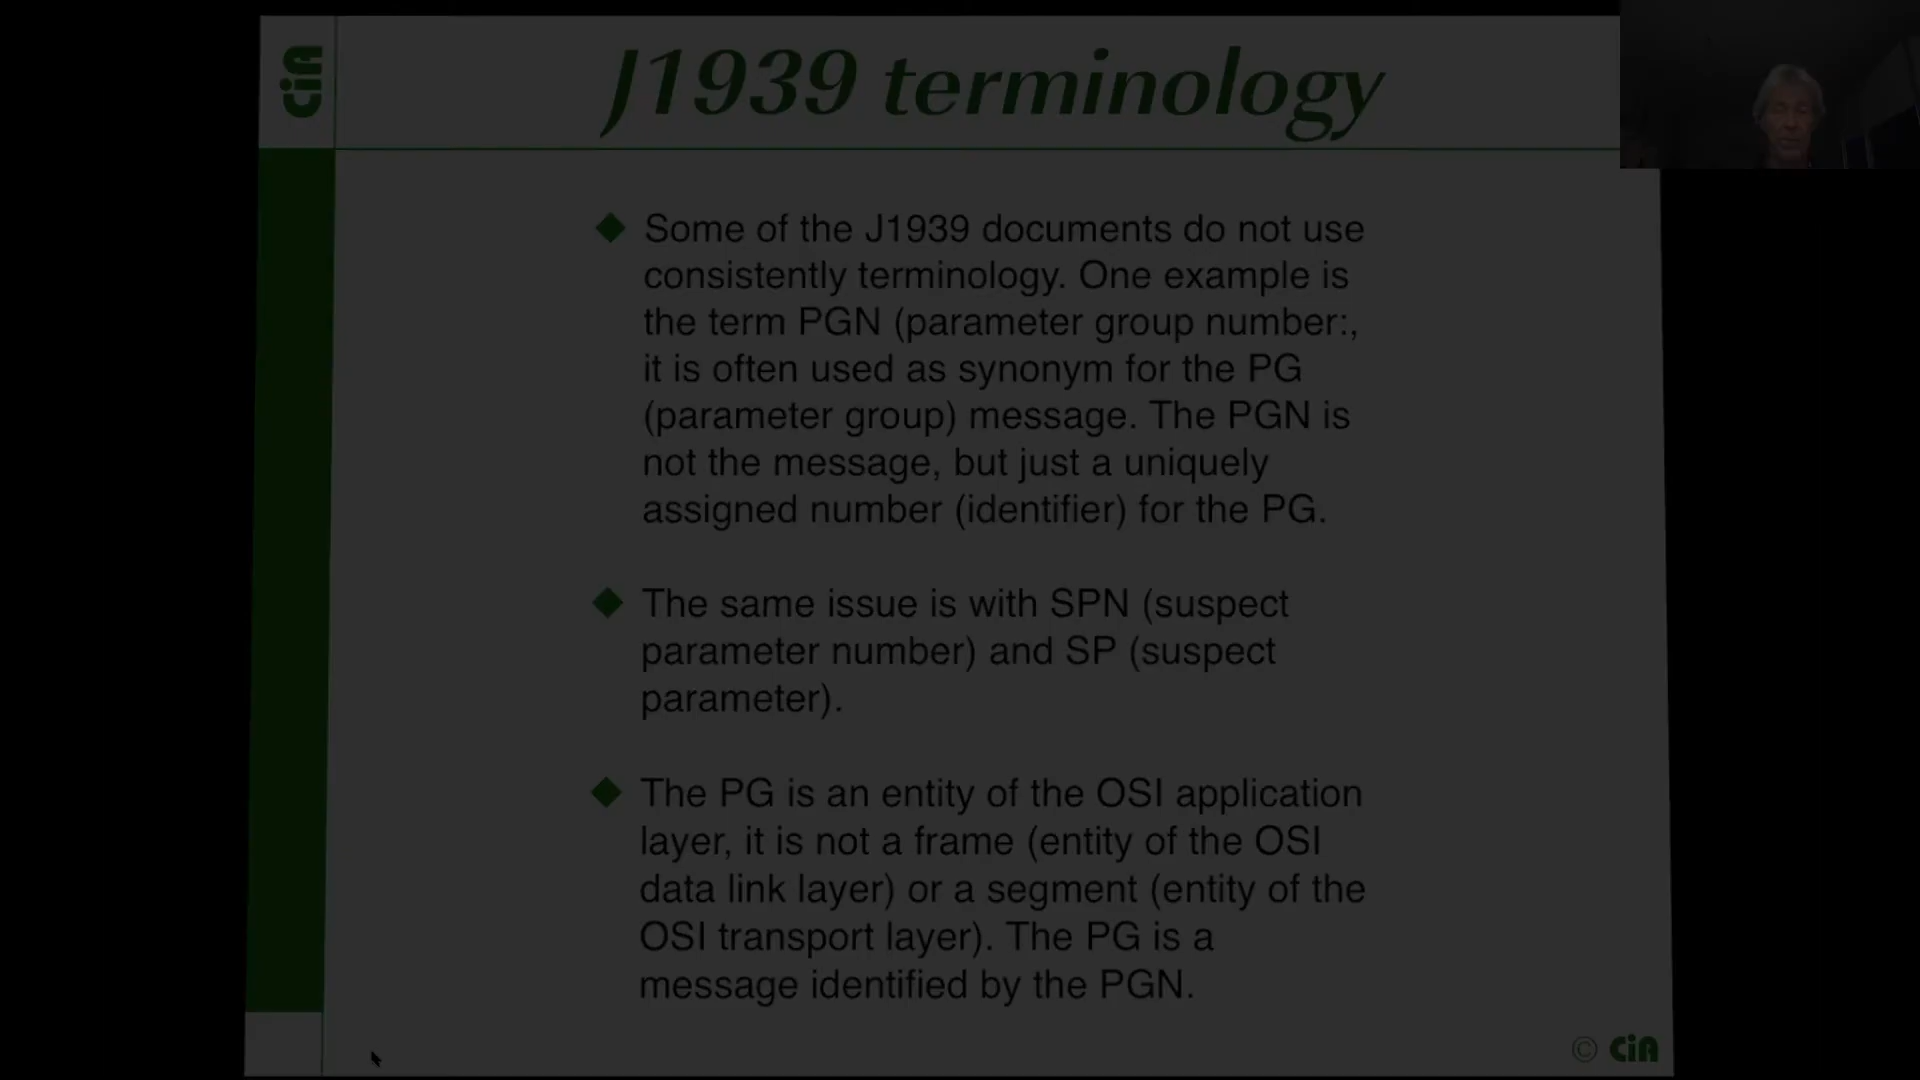 CiA
J1939 terminology
Some of the J1939 documents do not use
consistently terminology. One example is
the term PGN (parameter group number:,
it is often used as synonym for the PG
(parameter group) message. The PGN is
not the message, but just a uniquely
assigned number (identifier) for the PG.
The same issue is with SPN (suspect
parameter number) and SP (suspect
parameter).
The PG is an entity of the OSI application
layer, it is not a frame (entity of the OSI
data link layer) or a segment (entity of the
OSI transport layer). The PG is a
message identified by the PGN.
© CiA